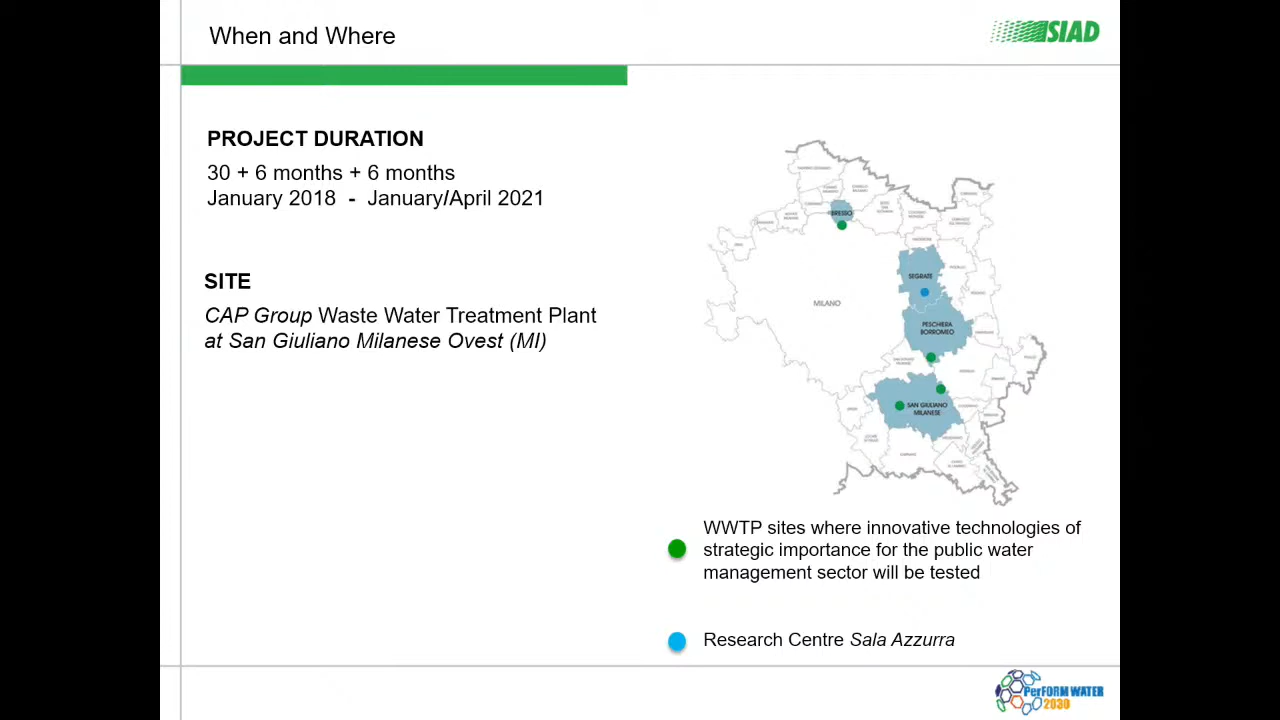 When and Where
SIAD
PROJECT DURATION
30 + 6 months + 6 months
January 2018 - January/April 2021
SITE
CAP Group Waste Water Treatment Plant
at San Giuliano Milanese Ovest (MI)
BRESSO
SEGRATE
MILANO
PESCHIERA
BORROMEO
SAN GIULIANO
MILANESE
WWTP sites where innovative technologies of
strategic importance for the public water
management sector will be tested
Research Centre Sala Azzurra
PerFORM WATER
2030